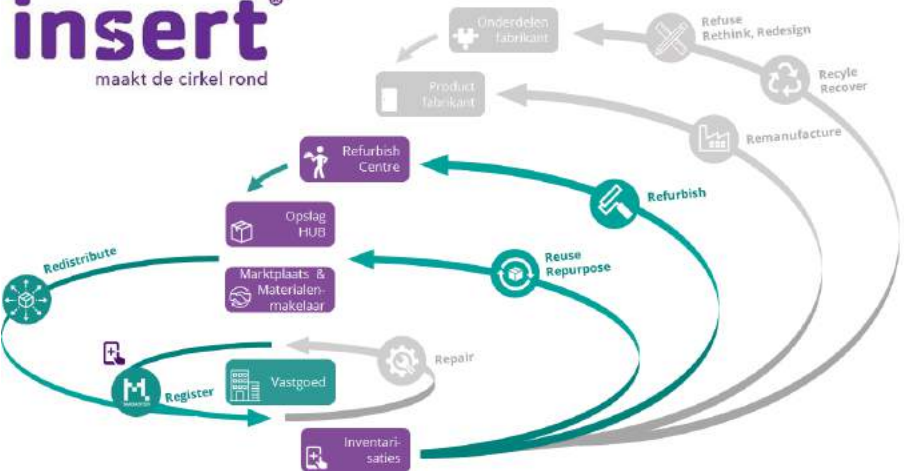 insert®
maakt de cirkel rond
Onderdelen
fabrikant
Refuse
Rethink, Redesign
Product
fabrikant
Recyle
Recover
Remanufacture
Refurbish
Centre
Refurbish
Opslag
HUB
Redistribute
Reuse
Repurpose
Marktplaats &
Materialen-
makelaar
Repair
M.
Register
Vastgoed
Inventari-
saties